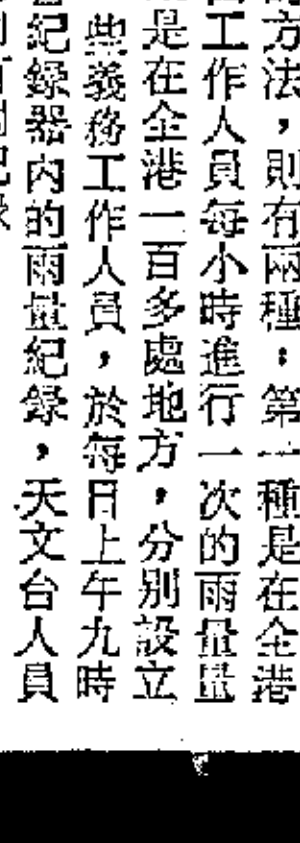 方法，則有兩種：第一種是在全港
工作人員每小時進行一次的雨量量
是在全港一百多處地方，分別設立
些義務工作人員，於每日上午九時
紀錄器內的雨量紀錄，天文台人員